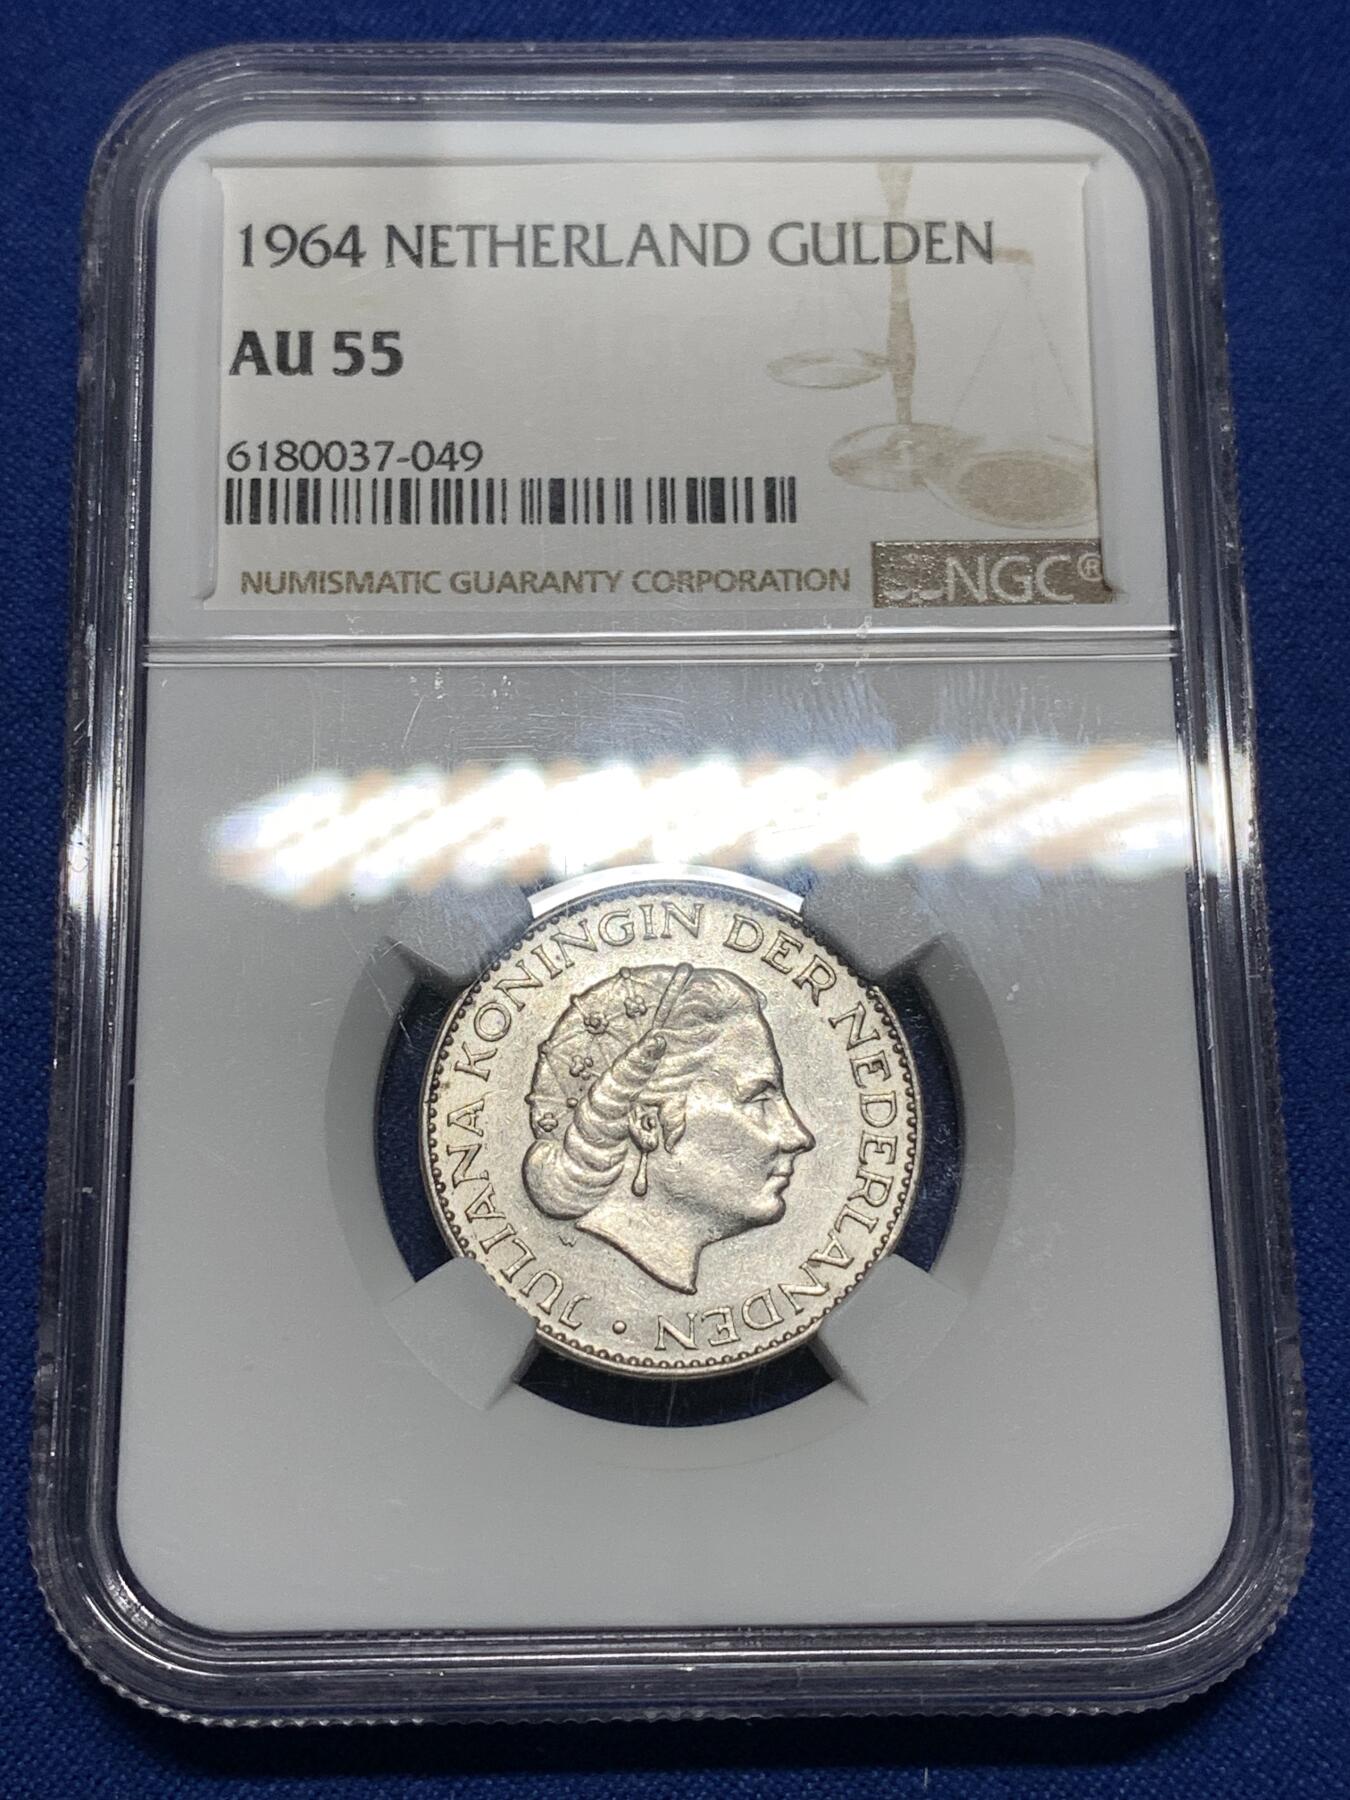 1964 NETHERLAND GULDEN
AU 55
6180037-049
NUMISMATIC GUARANTY CORPORATION NGC®
JULIANA KONINGIN DER NEDERLANDEN •